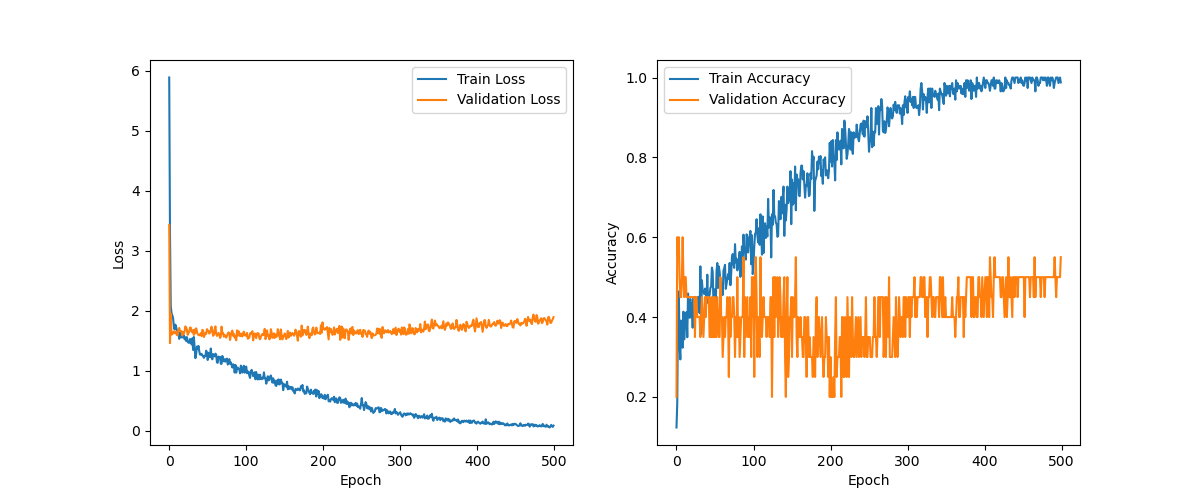 6
5
4
3
2
1
0
Loss
0 100 200 300 400 500
Epoch
Train Loss
Validation Loss
1.0
0.8
0.6
0.4
0.2
Accuracy
0 100 200 300 400 500
Epoch
Train Accuracy
Validation Accuracy